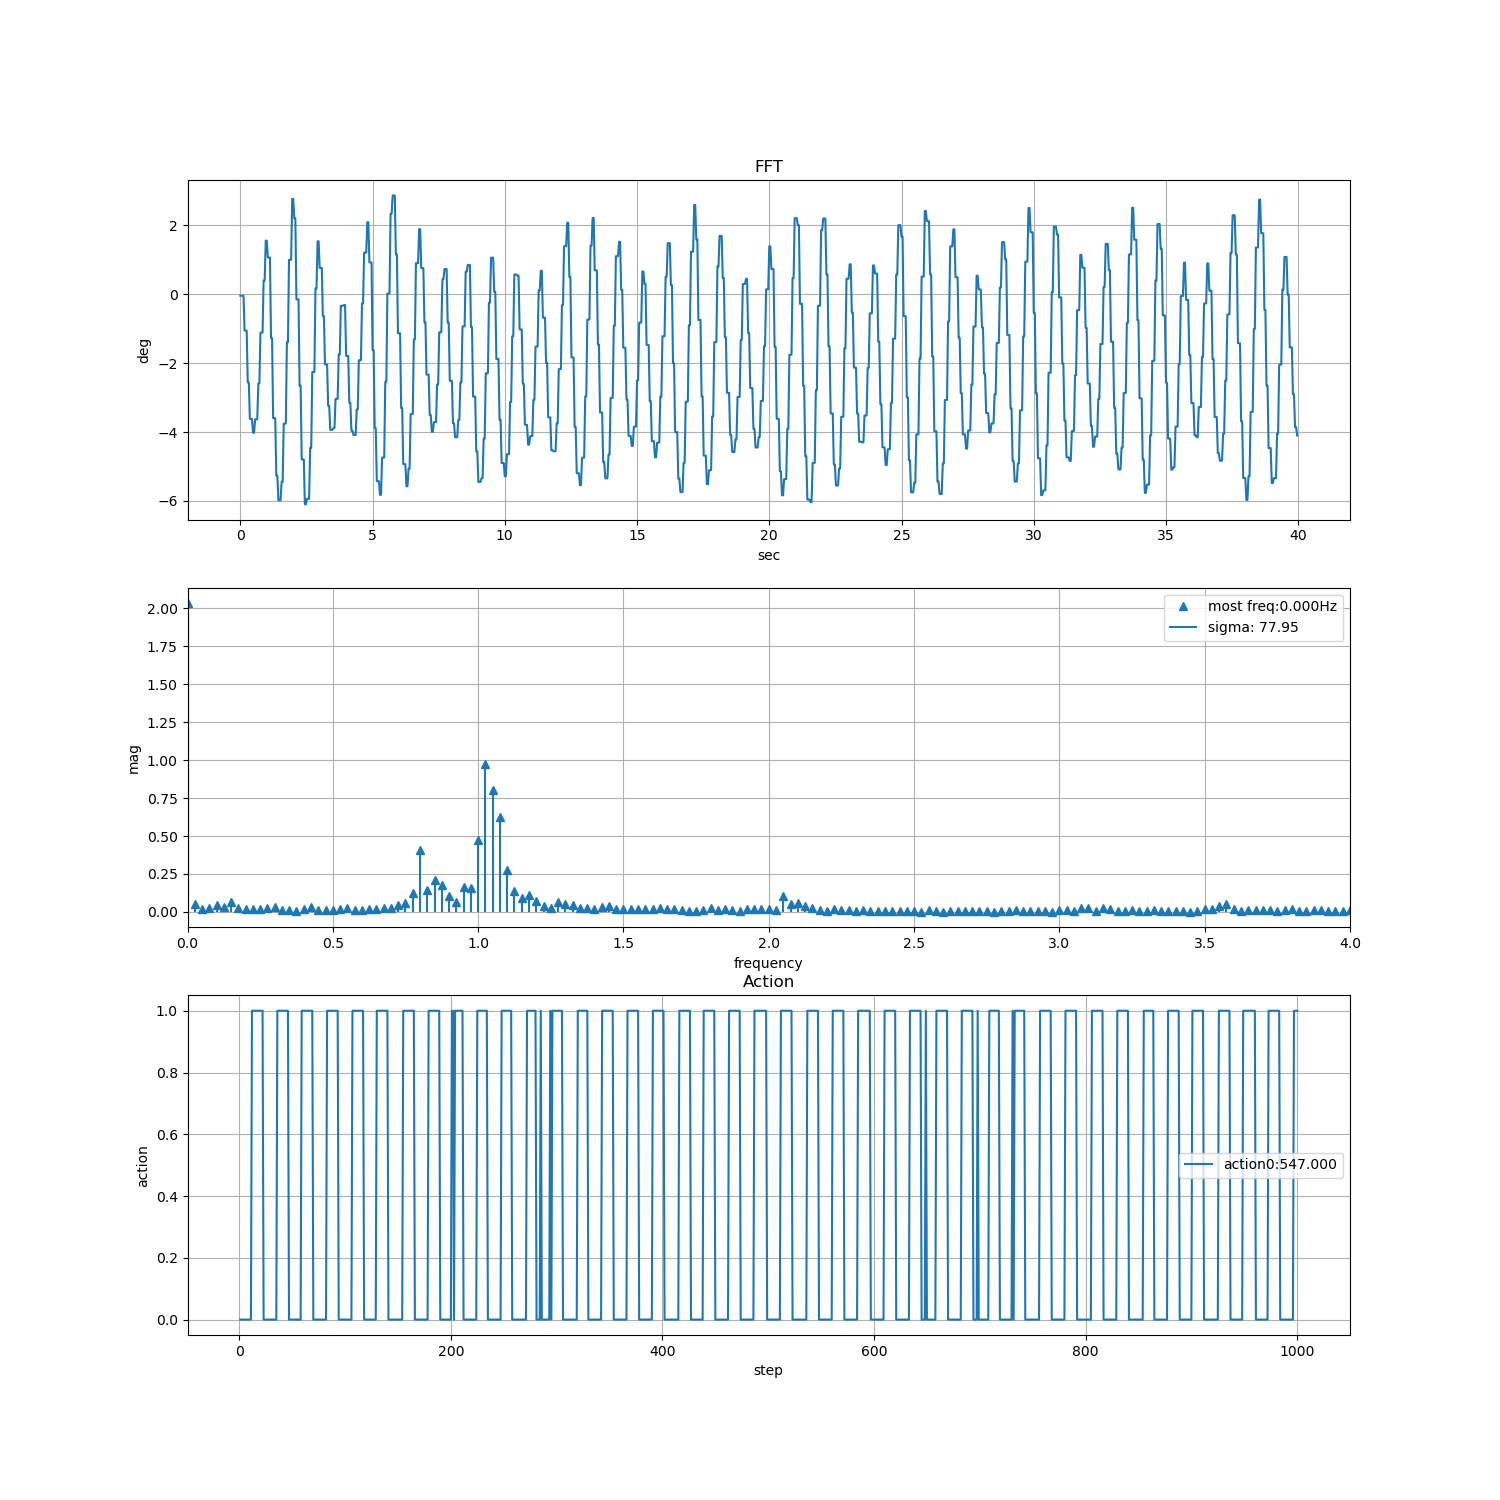 FFT
2
0
−2
−4
−6
deg
0 5 10 15 20 25 30 35 40
sec
2.00
1.75
1.50
1.25
1.00
0.75
0.50
0.25
0.00
mag
most freq:0.000Hz
sigma: 77.95
0.0 0.5 1.0 1.5 2.0 2.5 3.0 3.5 4.0
frequency
Action
1.0
0.8
0.6
0.4
0.2
0.0
action
action0:547.000
0 200 400 600 800 1000
step